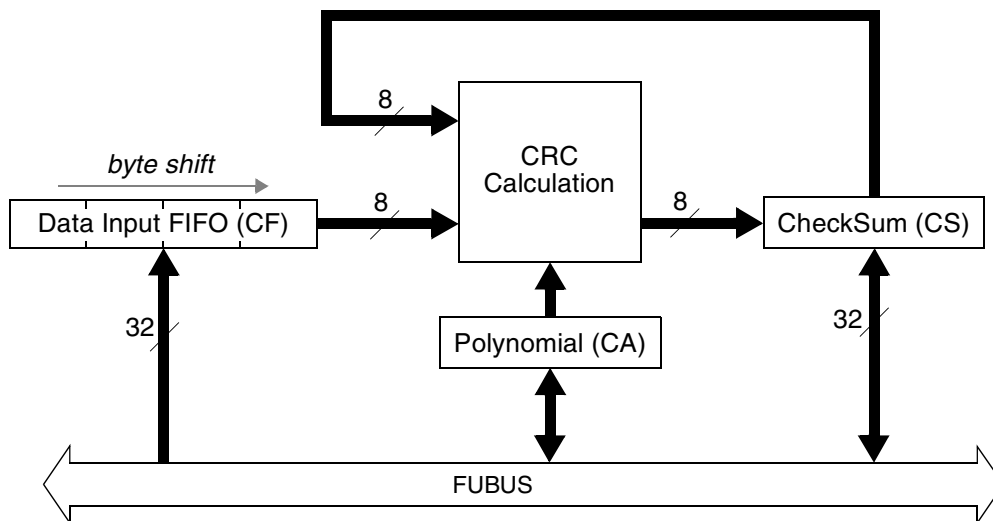 8
CRC
Calculation
byte shift
Data Input FIFO (CF)
8
8
CheckSum (CS)
32
Polynomial (CA)
32
FUBUS